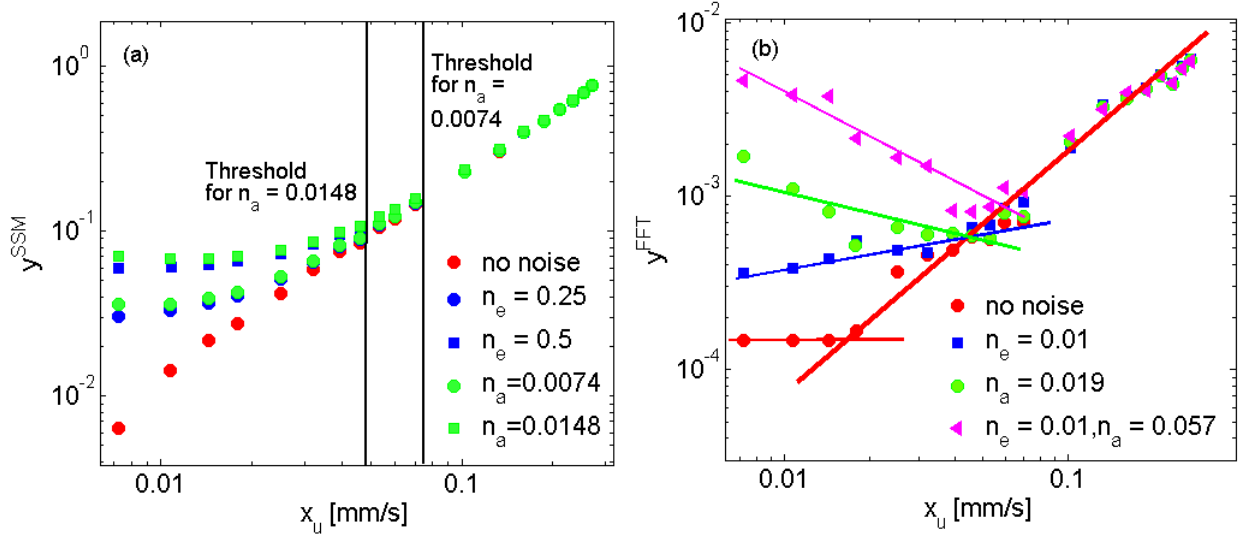 (a)
10^0
10^-1
10^-2
y^SSM
Threshold
for n_a =
0.0074
Threshold
for n_a = 0.0148
no noise
n_e = 0.25
n_e = 0.5
n_a=0.0074
n_a=0.0148
0.01
0.1
x_u [mm/s]
(b)
10^-2
10^-3
10^-4
y^FFT
no noise
n_e = 0.01
n_a = 0.019
n_e = 0.01,n_a = 0.057
0.01
0.1
x_u [mm/s]